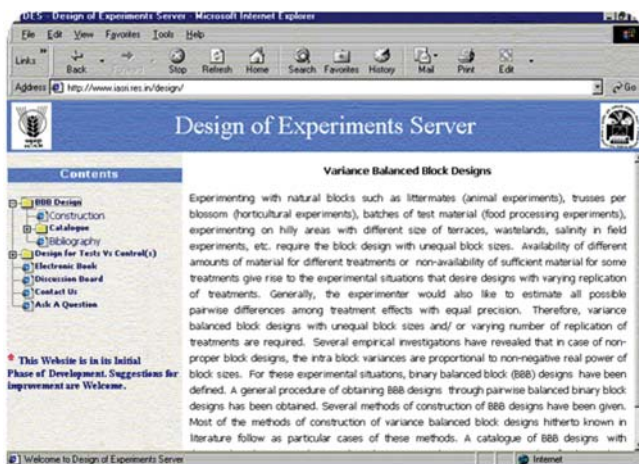 DES - Design of Experiments Server - Microsoft Internet Explorer
File Edit View Favorites Tools Help
Links » Back Stop Refresh Home Search Favorites History Mail Print Edit
Address http://www.iasri.res.in/design/ Go
Design of Experiments Server
Contents
BBB Design
Construction
Catalogue
Bibliography
Design for Tests Vs Control(s)
Electronic Book
Discussion Board
Contact Us
Ask A Question
* This Website is in its Initial
Phase of Development. Suggestions for
improvement are Welcome.
Variance Balanced Block Designs
Experimenting with natural blocks such as littermates (animal experiments), trusses per
blossom (horticultural experiments), batches of test material (food processing experiments),
experimenting on hilly areas with different size of terraces, wastelands, salinity in field
experiments, etc. require the block design with unequal block sizes. Availability of different
amounts of material for different treatments or non-availability of sufficient material for some
treatments give rise to the experimental situations that desire designs with varying replication
of treatments. Generally, the experimenter would also like to estimate all possible
pairwise differences among treatment effects with equal precision. Therefore, variance
balanced block designs with unequal block sizes and/ or varying number of replication of
treatments are required. Several empirical investigations have revealed that in case of non-
proper block designs, the intra block variances are proportional to non-negative real power of
block sizes. For these experimental situations, binary balanced block (BBB) designs have been
defined. A general procedure of obtaining BBB designs through pairwise balanced binary block
designs has been obtained. Several methods of construction of BBB designs have been given.
Most of the methods of construction of variance balanced block designs hitherto known in
literature follow as particular cases of these methods. A catalogue of BBB designs with
Welcome to Design of Experiments Server Internet